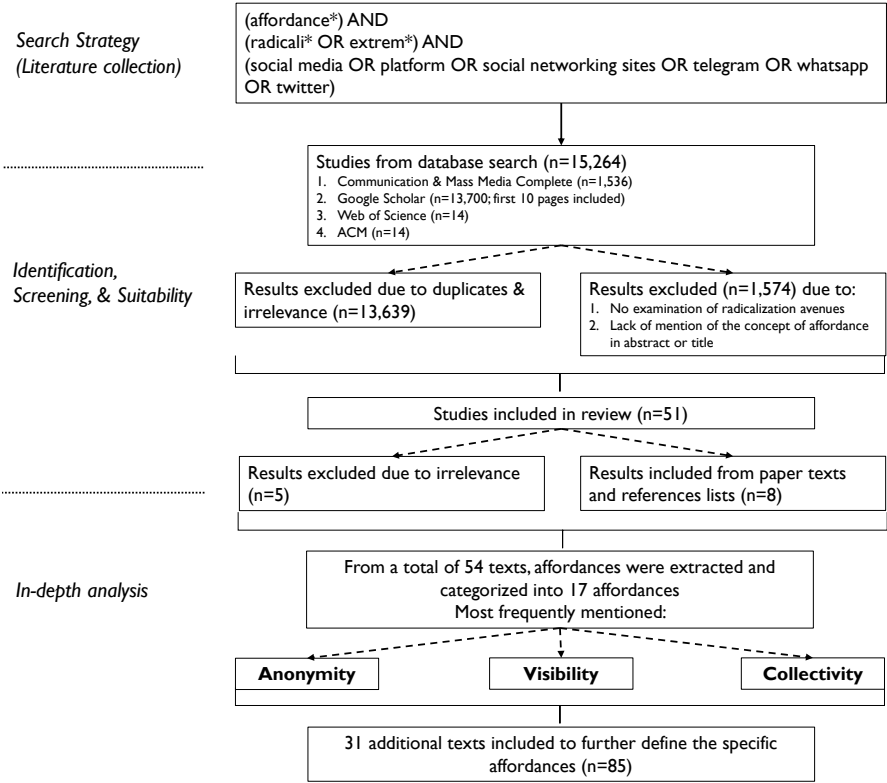 Search Strategy
(Literature collection)
(affordance*) AND
(radicali* OR extrem*) AND
(social media OR platform OR social networking sites OR telegram OR whatsapp
OR twitter)
Studies from database search (n=15,264)
1. Communication & Mass Media Complete (n=1,536)
2. Google Scholar (n=13,700; first 10 pages included)
3. Web of Science (n=14)
4. ACM (n=14)
Identification,
Screening, & Suitability
Results excluded due to duplicates &
irrelevance (n=13,639)
Results excluded (n=1,574) due to:
1. No examination of radicalization avenues
2. Lack of mention of the concept of affordance
in abstract or title
Studies included in review (n=51)
Results excluded due to irrelevance
(n=5)
Results included from paper texts
and references lists (n=8)
In-depth analysis
From a total of 54 texts, affordances were extracted and
categorized into 17 affordances
Most frequently mentioned:
Anonymity
Visibility
Collectivity
31 additional texts included to further define the specific
affordances (n=85)